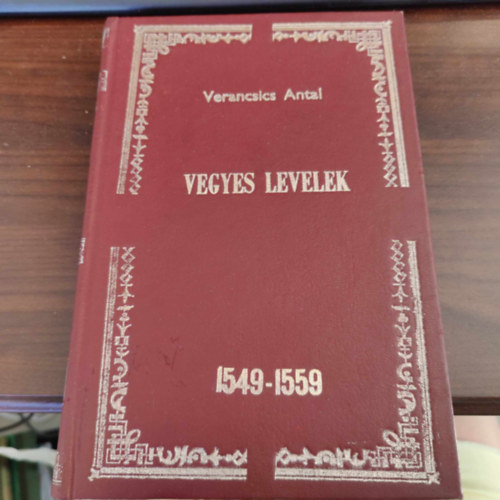 Verancsics Antal
VEGYES LEVELEK
1549-1559